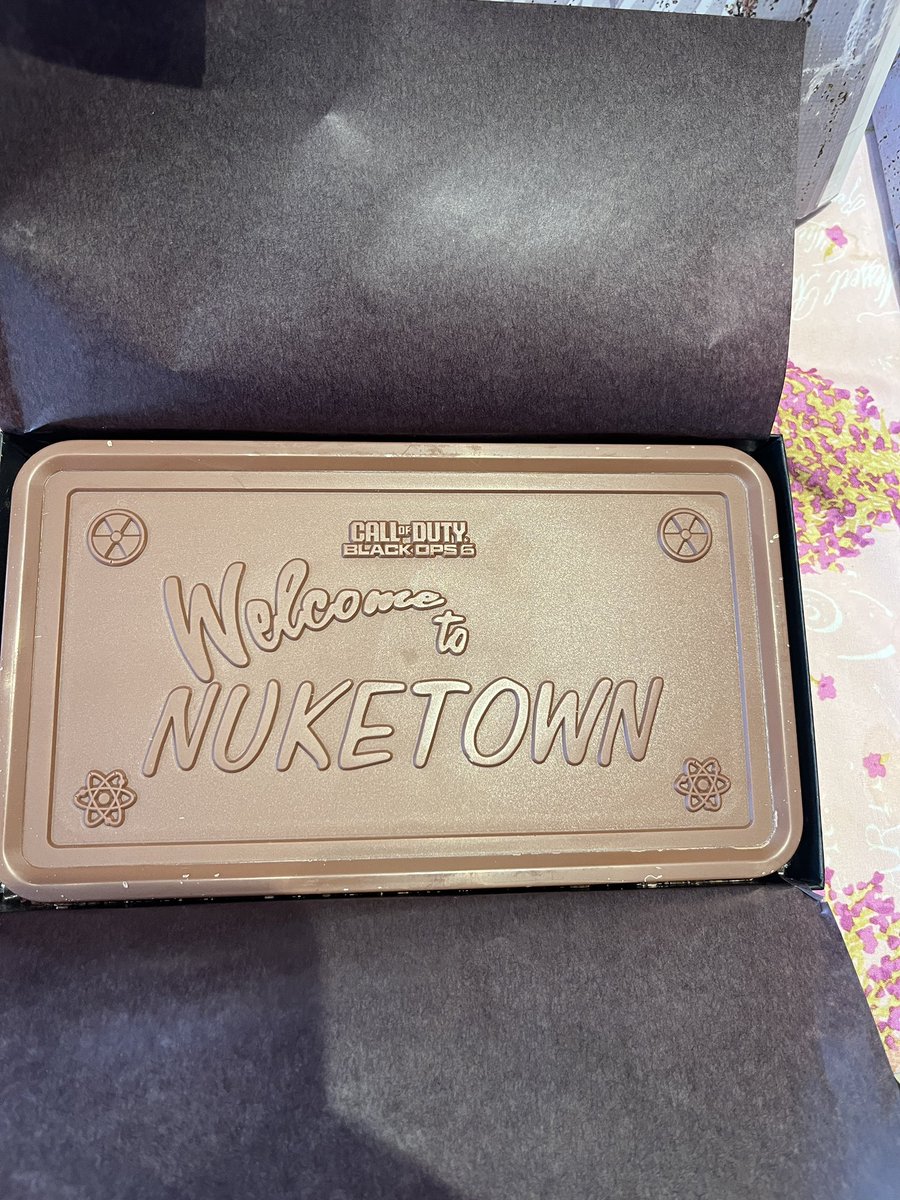 CALL OF DUTY
BLACK OPS 6
Welcome
to
NUKETOWN